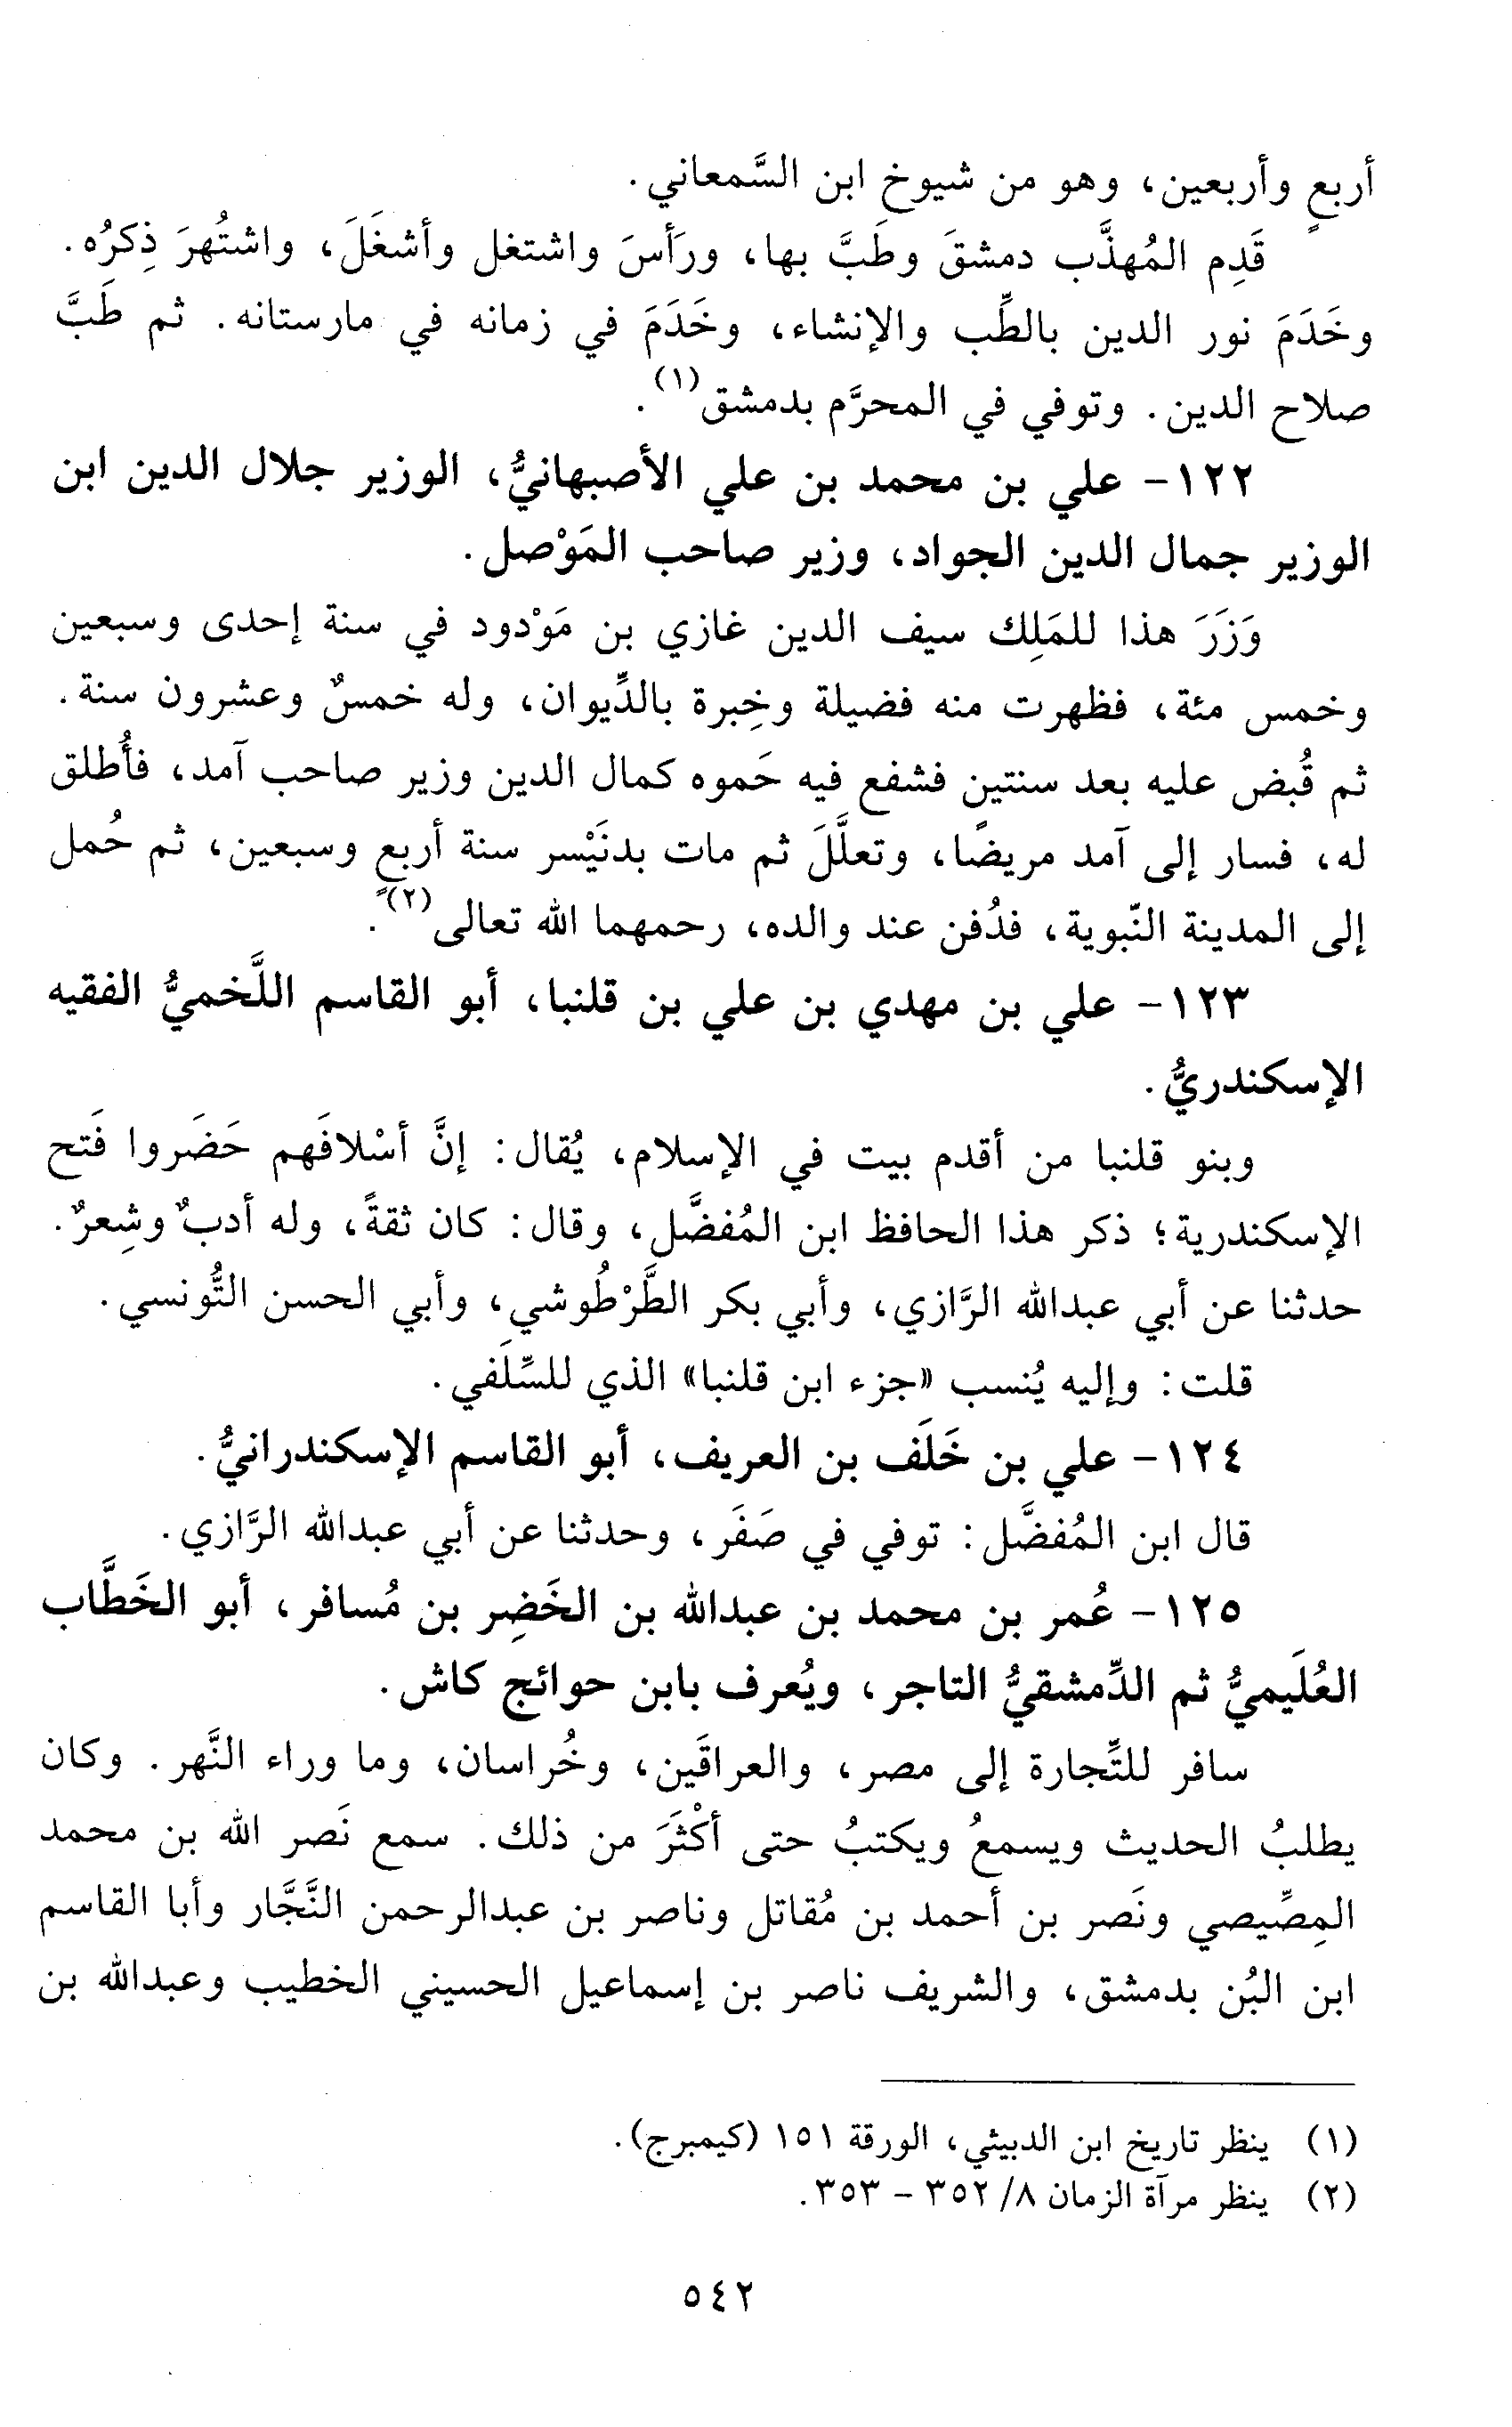 أربعٍ وأربعين، وهو من شيوخ ابن السَّمعاني.
قَدِم المُهذَّب دمشقَ وطَبَّ بها، ورَأَسَ واشتغل وأشغَلَ، واشتُهرَ ذِكرُه.
وخَدَمَ نور الدين بالطِّب والإنشاء، وخَدَمَ في زمانه في مارستانه. ثم طَبَّ
صلاح الدين. وتوفي في المحرَّم بدمشق(١).
١٢٢- علي بن محمد بن علي الأصبهانيُّ، الوزير جلال الدين ابن
الوزير جمال الدين الجواد، وزير صاحب المَوْصل.
وَزَرَ هذا للمَلِك سيف الدين غازي بن مَوْدود في سنة إحدى وسبعين
وخمس مئة، فظهرت منه فضيلة وخِبرة بالدِّيوان، وله خمسٌ وعشرون سنة.
ثم قُبض عليه بعد سنتين فشفع فيه حَموه كمال الدين وزير صاحب آمد، فأُطلق
له، فسار إلى آمد مريضًا، وتعلَّلَ ثم مات بدنَيْسر سنة أربعٍ وسبعين، ثم حُمل
إلى المدينة النّبوية، فدُفن عند والده، رحمهما الله تعالى(٢).
١٢٣- علي بن مهدي بن علي بن قلنبا، أبو القاسم اللَّخميُّ الفقيه
الإسكندريُّ.
وبنو قلنبا من أقدم بيت في الإسلام، يُقال: إنَّ أسْلافَهم حَضَروا فَتح
الإسكندرية؛ ذكر هذا الحافظ ابن المُفضَّل، وقال: كان ثقةً، وله أدبٌ وشِعرٌ.
حدثنا عن أبي عبدالله الرَّازي، وأبي بكر الطَّرْطُوشي، وأبي الحسن التُّونسي.
قلت: وإليه يُنسب «جزء ابن قلنبا» الذي للسِّلَفي.
١٢٤- علي بن خَلَف بن العريف، أبو القاسم الإسكندرانيُّ.
قال ابن المُفضَّل: توفي في صَفَر، وحدثنا عن أبي عبدالله الرَّازي.
١٢٥- عُمر بن محمد بن عبدالله بن الخَضِر بن مُسافر، أبو الخَطَّاب
العُلَيميُّ ثم الدِّمشقيُّ التاجر، ويُعرف بابن حوائج كاش.
سافر للتِّجارة إلى مصر، والعراقَين، وخُراسان، وما وراء النَّهر. وكان
يطلبُ الحديث ويسمعُ ويكتبُ حتى أكْثَرَ من ذلك. سمع نَصر الله بن محمد
المِصِّيصي ونَصر بن أحمد بن مُقاتل وناصر بن عبدالرحمن النَّجَّار وأبا القاسم
ابن البُن بدمشق، والشريف ناصر بن إسماعيل الحسيني الخطيب وعبدالله بن
(١) ينظر تاريخ ابن الدبيثي، الورقة ١٥١ (كيمبرج).
(٢) ينظر مرآة الزمان ٨/ ٣٥٢ - ٣٥٣.
٥٤٢